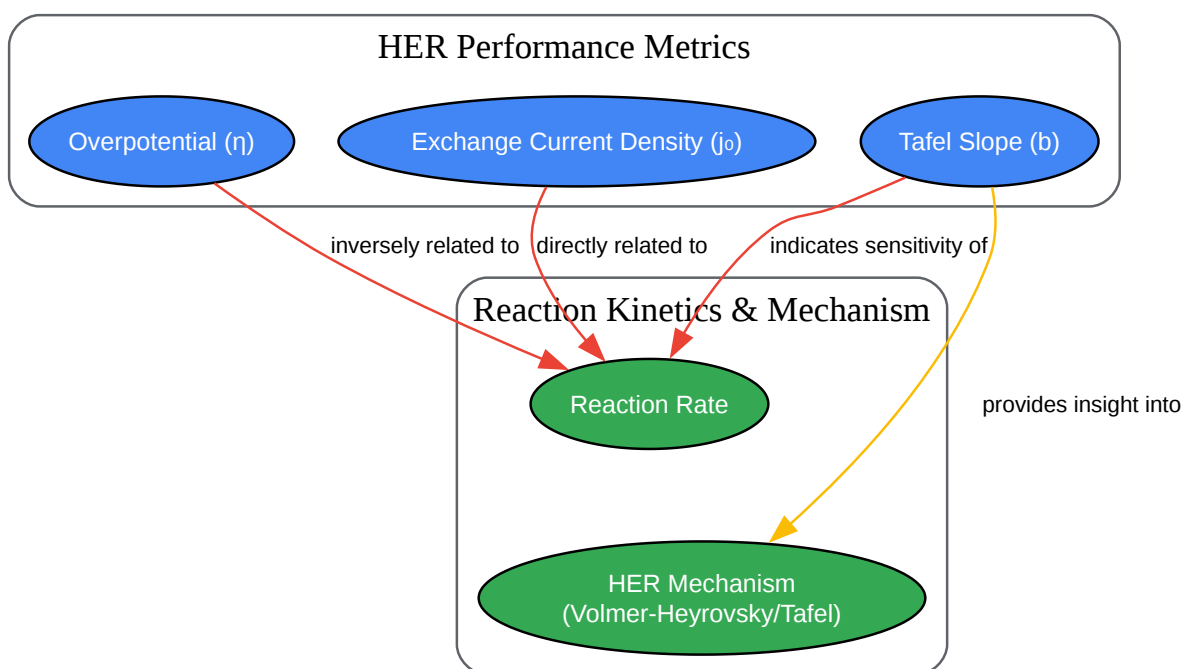 HER Performance Metrics
Overpotential (η)
Exchange Current Density (j₀)
Tafel Slope (b)
inversely related to
directly related to
indicates sensitivity of
Reaction Kinetics & Mechanism
Reaction Rate
provides insight into
HER Mechanism
(Volmer-Heyrovsky/Tafel)